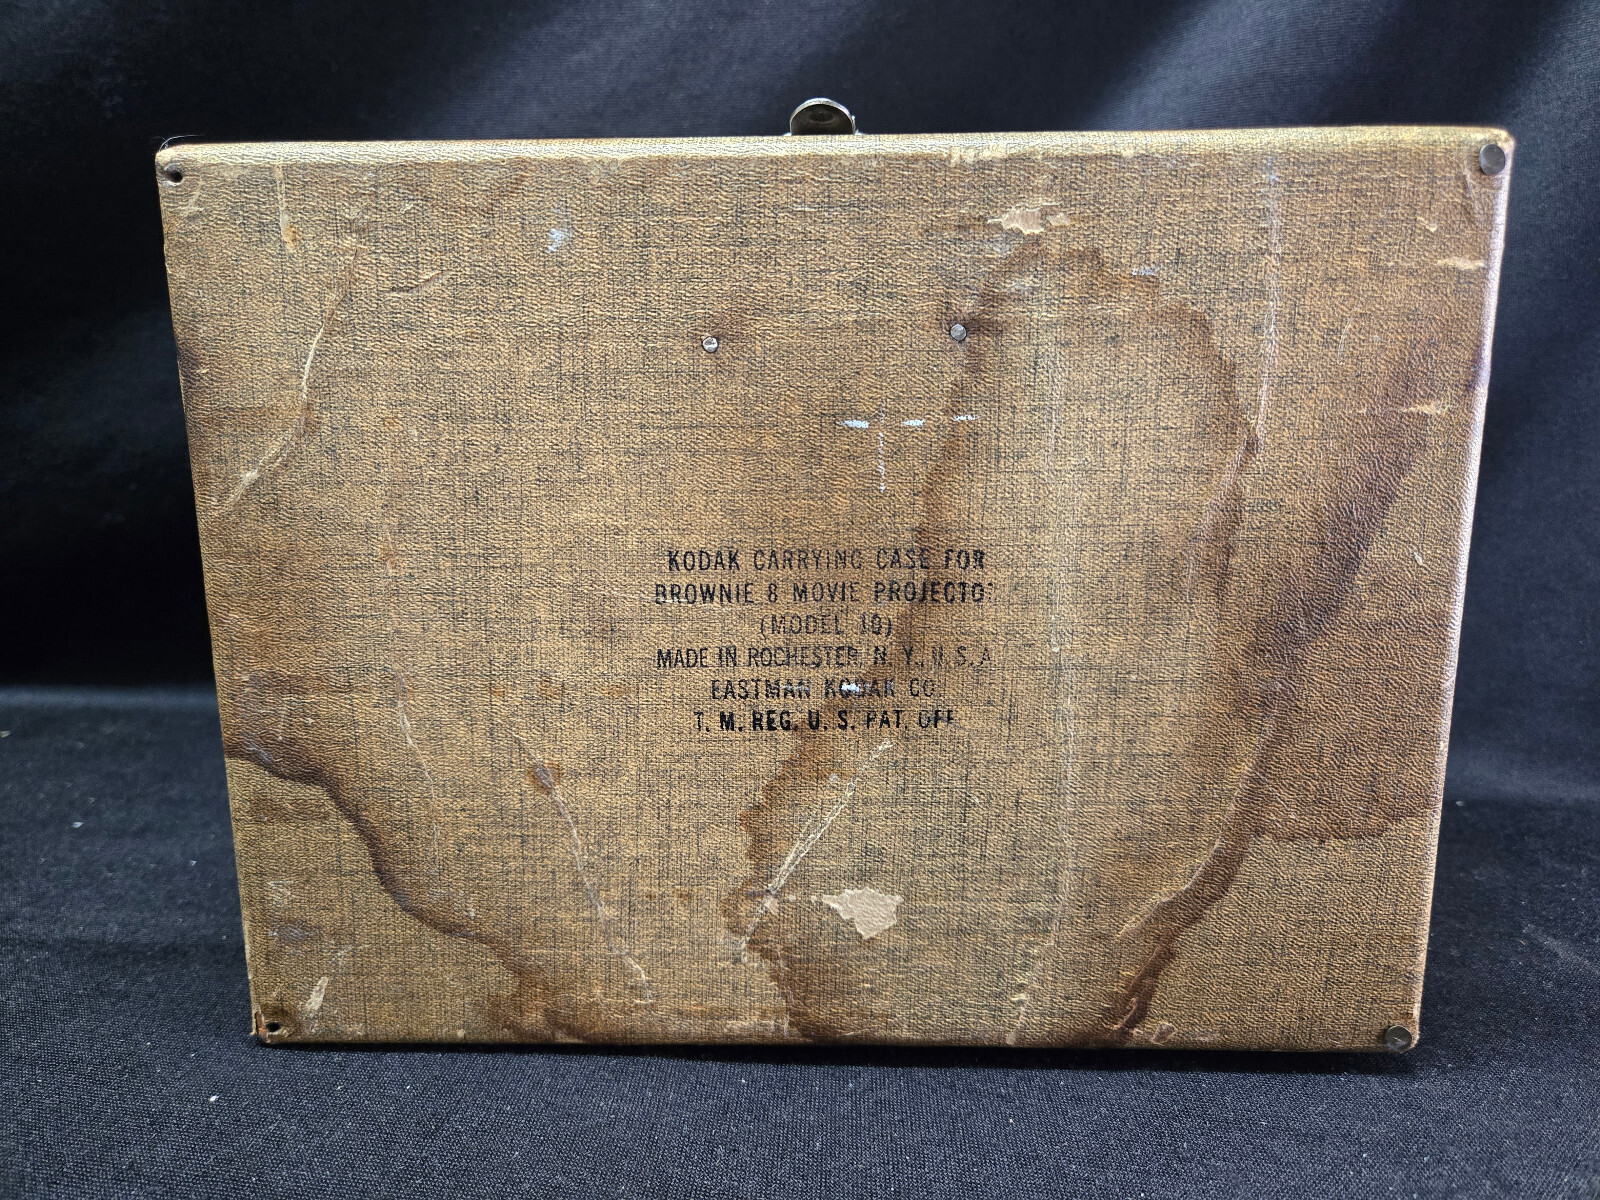 KODAK CARRYING CASE FOR
BROWNIE 8 MOVIE PROJECTOR
(MODEL 10)
MADE IN ROCHESTER, N. Y., U. S. A
EASTMAN KODAK CO.
T. M. REG. U. S. PAT. OFF.